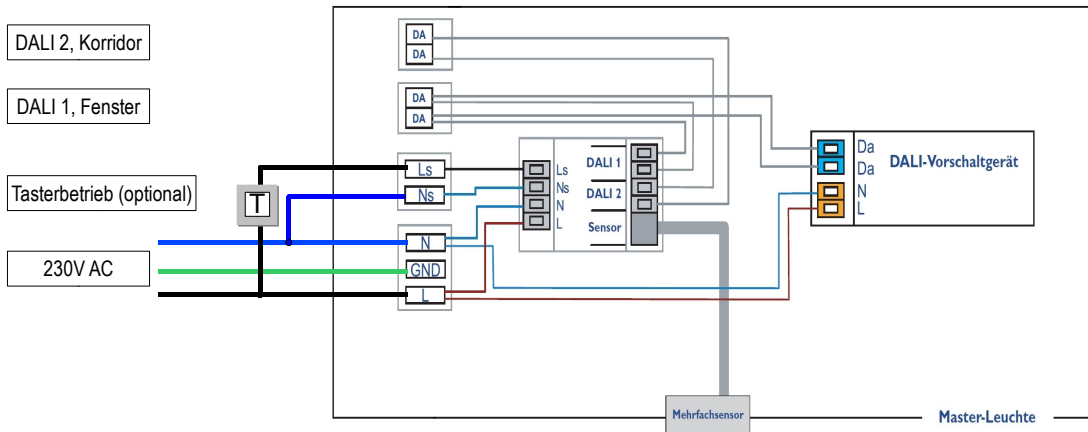 DALI 2, Korridor
DA
DA
DALI 1, Fenster
DA
DA
Tasterbetrieb (optional)
T
Ls
Ns
230V AC
N
GND
L
Ls
Ns
N
L
DALI 1
DALI 2
Sensor
Da
Da
N
L
DALI-Vorschaltgerät
Mehrfachsensor
Master-Leuchte